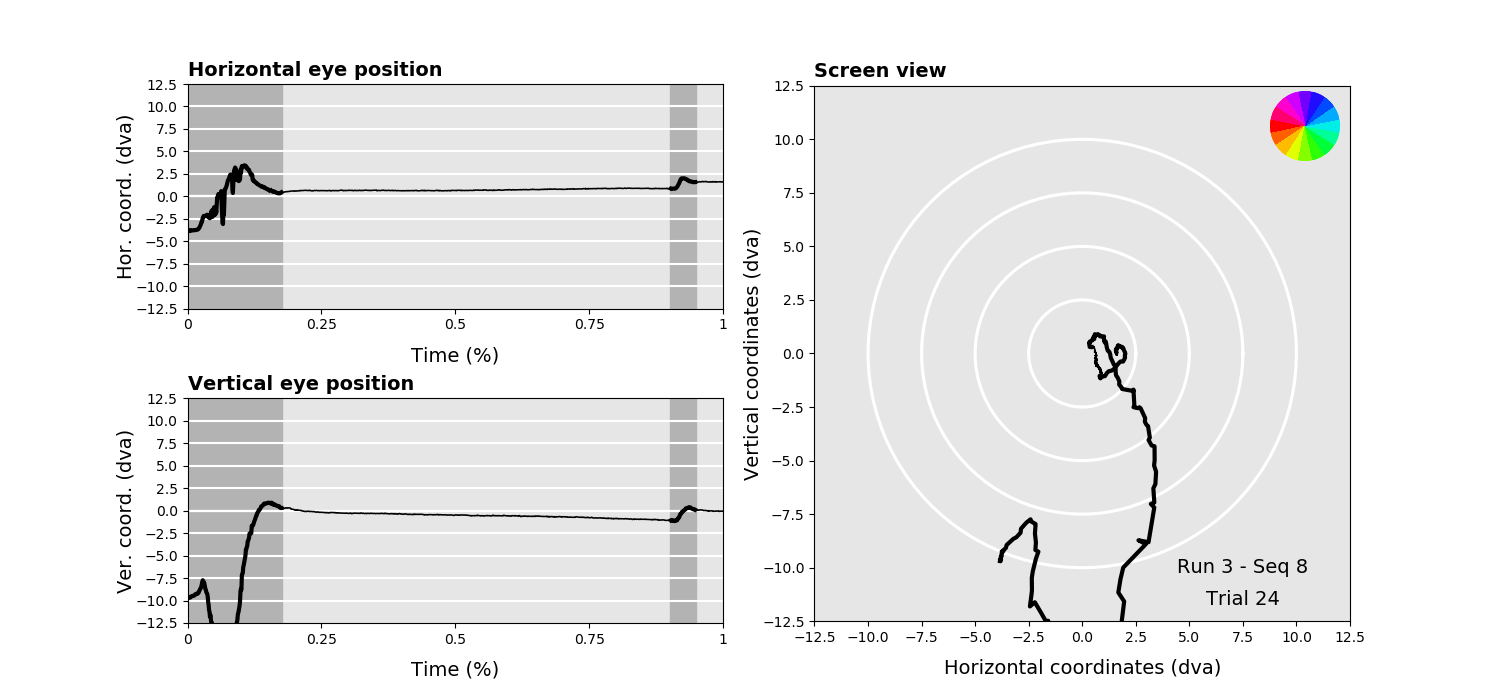 Horizontal eye position
12.5
10.0
7.5
5.0
2.5
0.0
−2.5
−5.0
−7.5
−10.0
−12.5
Hor. coord. (dva)
0 0.25 0.5 0.75 1
Time (%)
Vertical eye position
12.5
10.0
7.5
5.0
2.5
0.0
−2.5
−5.0
−7.5
−10.0
−12.5
Ver. coord. (dva)
0 0.25 0.5 0.75 1
Time (%)
Screen view
12.5
10.0
7.5
5.0
2.5
0.0
−2.5
−5.0
−7.5
−10.0
−12.5
Vertical coordinates (dva)
Run 3 - Seq 8
Trial 24
−12.5 −10.0 −7.5 −5.0 −2.5 0.0 2.5 5.0 7.5 10.0 12.5
Horizontal coordinates (dva)